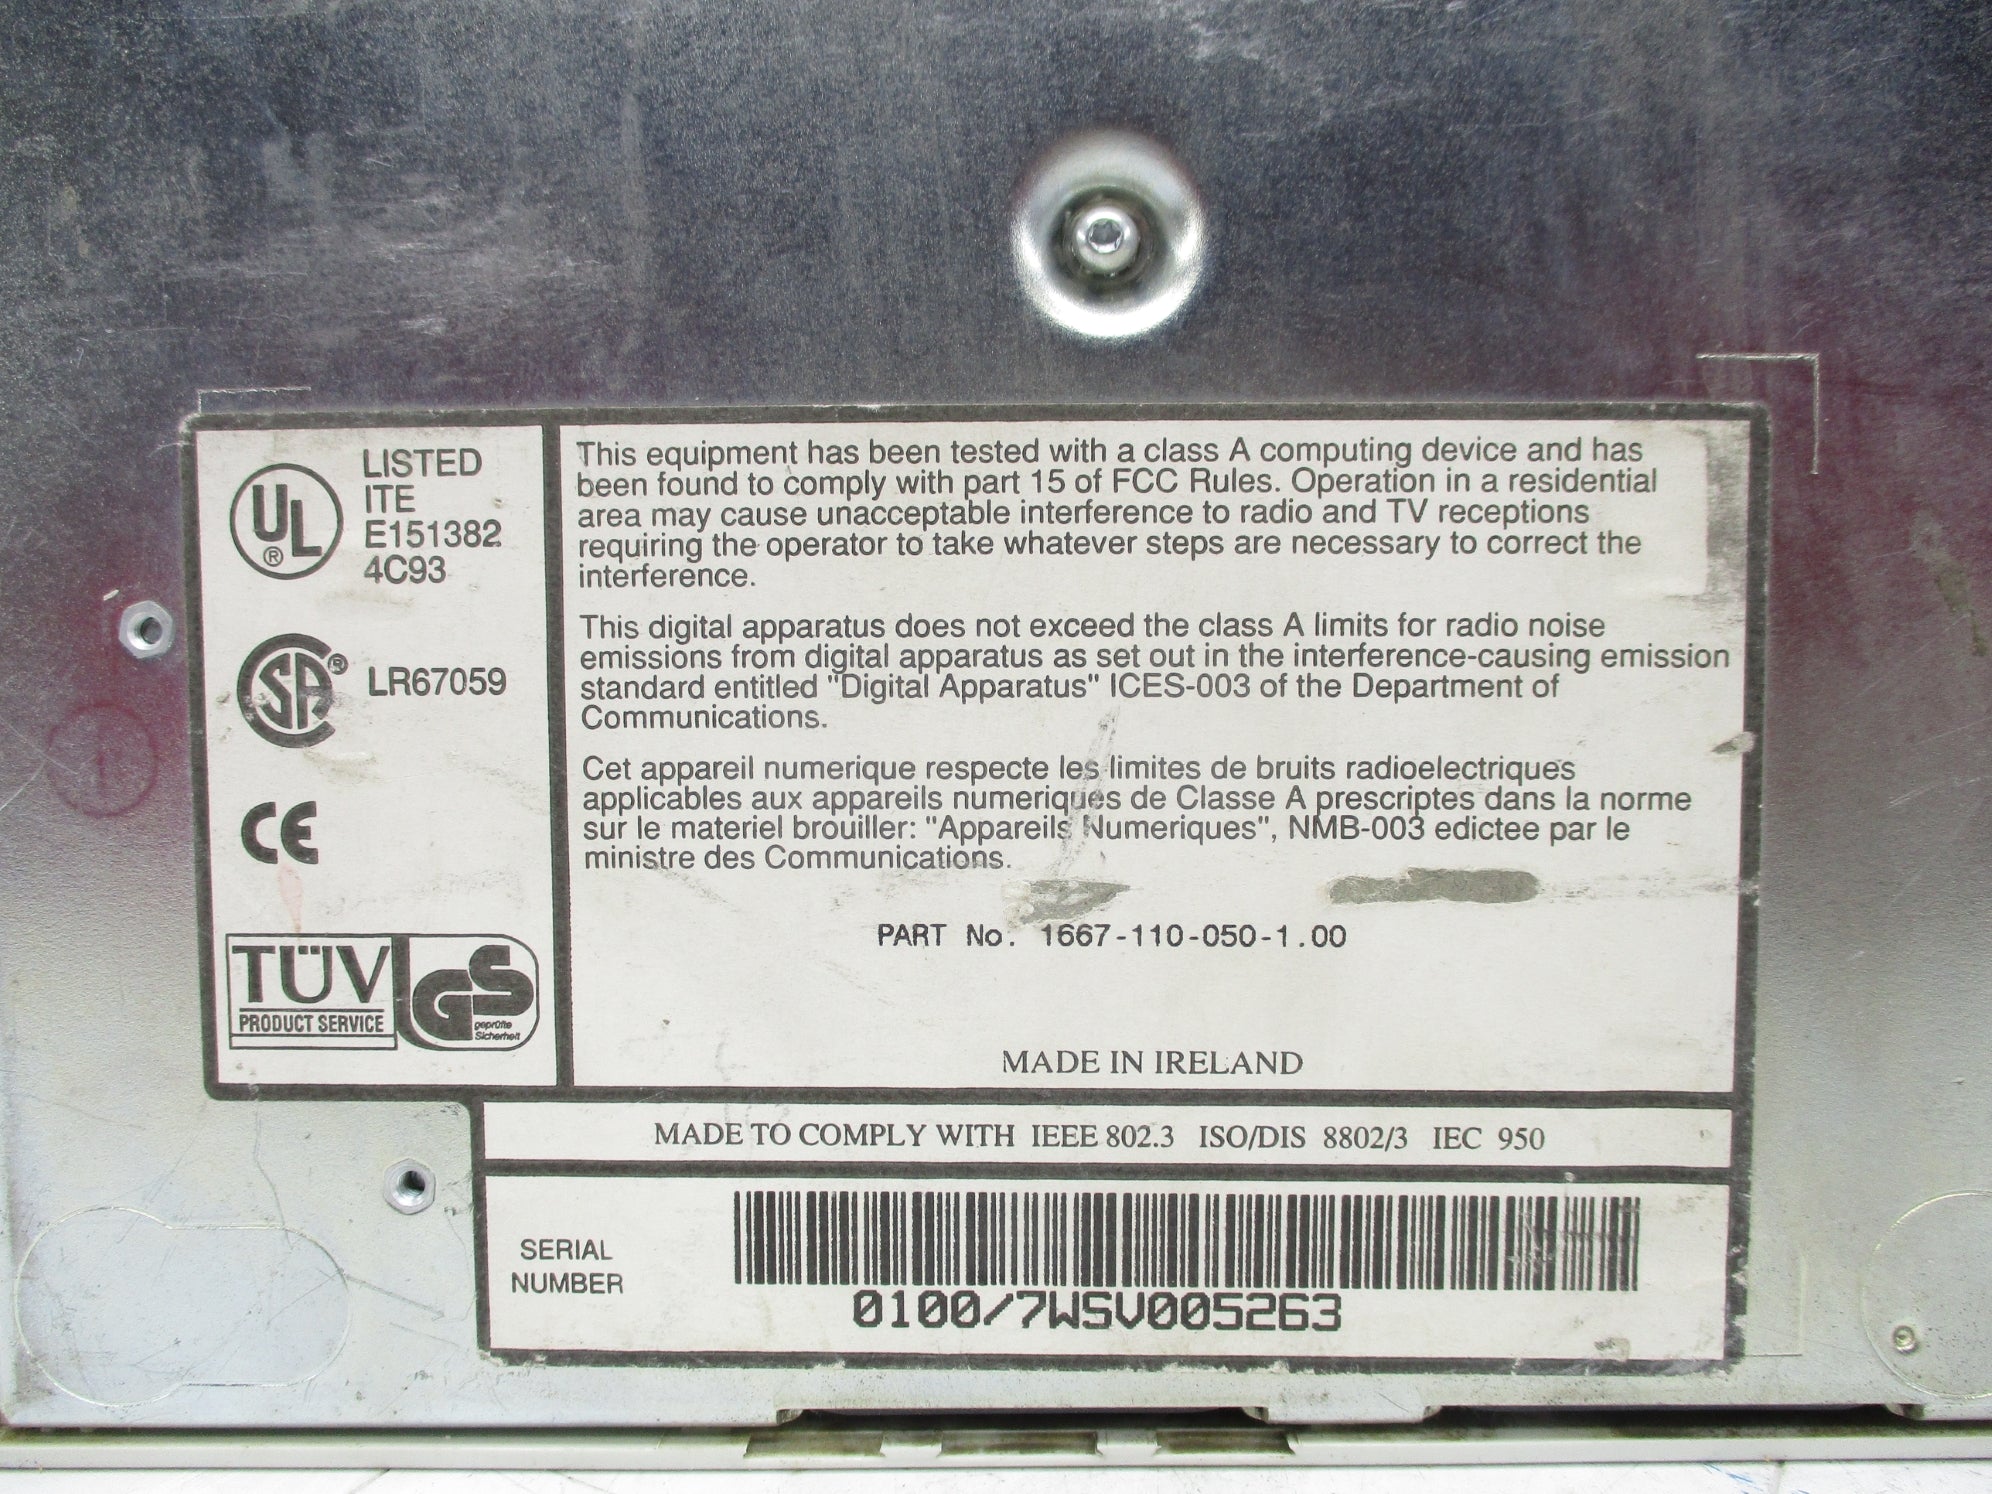 UL
®
LISTED
ITE
E151382
4C93
SA®
LR67059
CE
TÜV
PRODUCT SERVICE
GS
geprüfte
Sicherheit
This equipment has been tested with a class A computing device and has
been found to comply with part 15 of FCC Rules. Operation in a residential
area may cause unacceptable interference to radio and TV receptions
requiring the operator to take whatever steps are necessary to correct the
interference.
This digital apparatus does not exceed the class A limits for radio noise
emissions from digital apparatus as set out in the interference-causing emission
standard entitled "Digital Apparatus" ICES-003 of the Department of
Communications.
Cet appareil numerique respecte les limites de bruits radioelectriques
applicables aux appareils numeriques de Classe A prescriptes dans la norme
sur le materiel brouiller: "Appareils Numeriques", NMB-003 edictee par le
ministre des Communications.
PART No. 1667-110-050-1.00
MADE IN IRELAND
MADE TO COMPLY WITH IEEE 802.3 ISO/DIS 8802/3 IEC 950
SERIAL
NUMBER
0100/7WSV005263